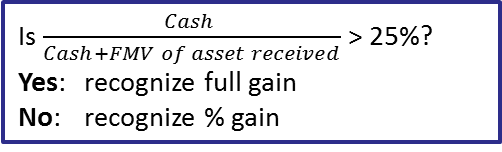 Is Cash / Cash+FMV of asset received > 25%?
Yes: recognize full gain
No: recognize % gain